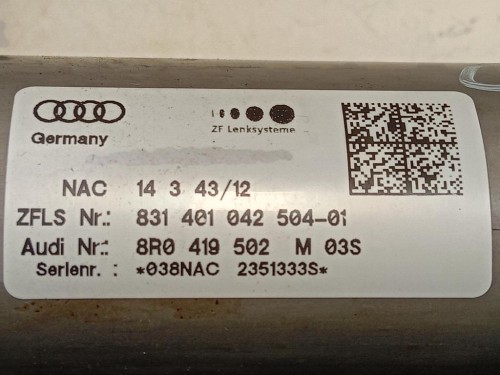 Germany
ZF Lenksysteme
NAC 14 3 43/12
ZFLS Nr.: 831 401 042 504-01
Audi Nr.: 8R0 419 502 M 03S
Serlenr. : *038NAC 2351333S*